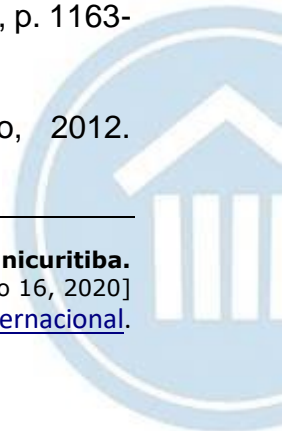 , p. 1163-
o, 2012.
nicuritiba.
o 16, 2020]
ernacional.